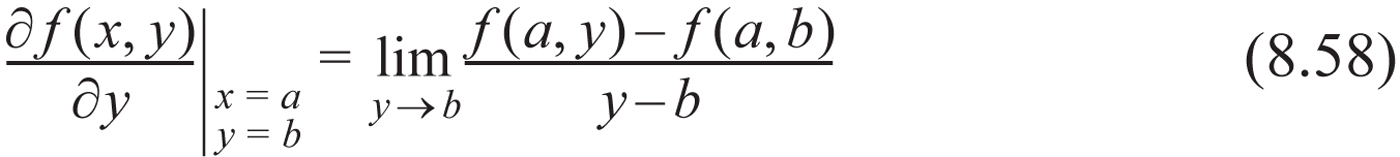 ∂f(x, y)/∂y |x = a y = b = lim y→b f(a, y) − f(a, b)/y − b (8.58)